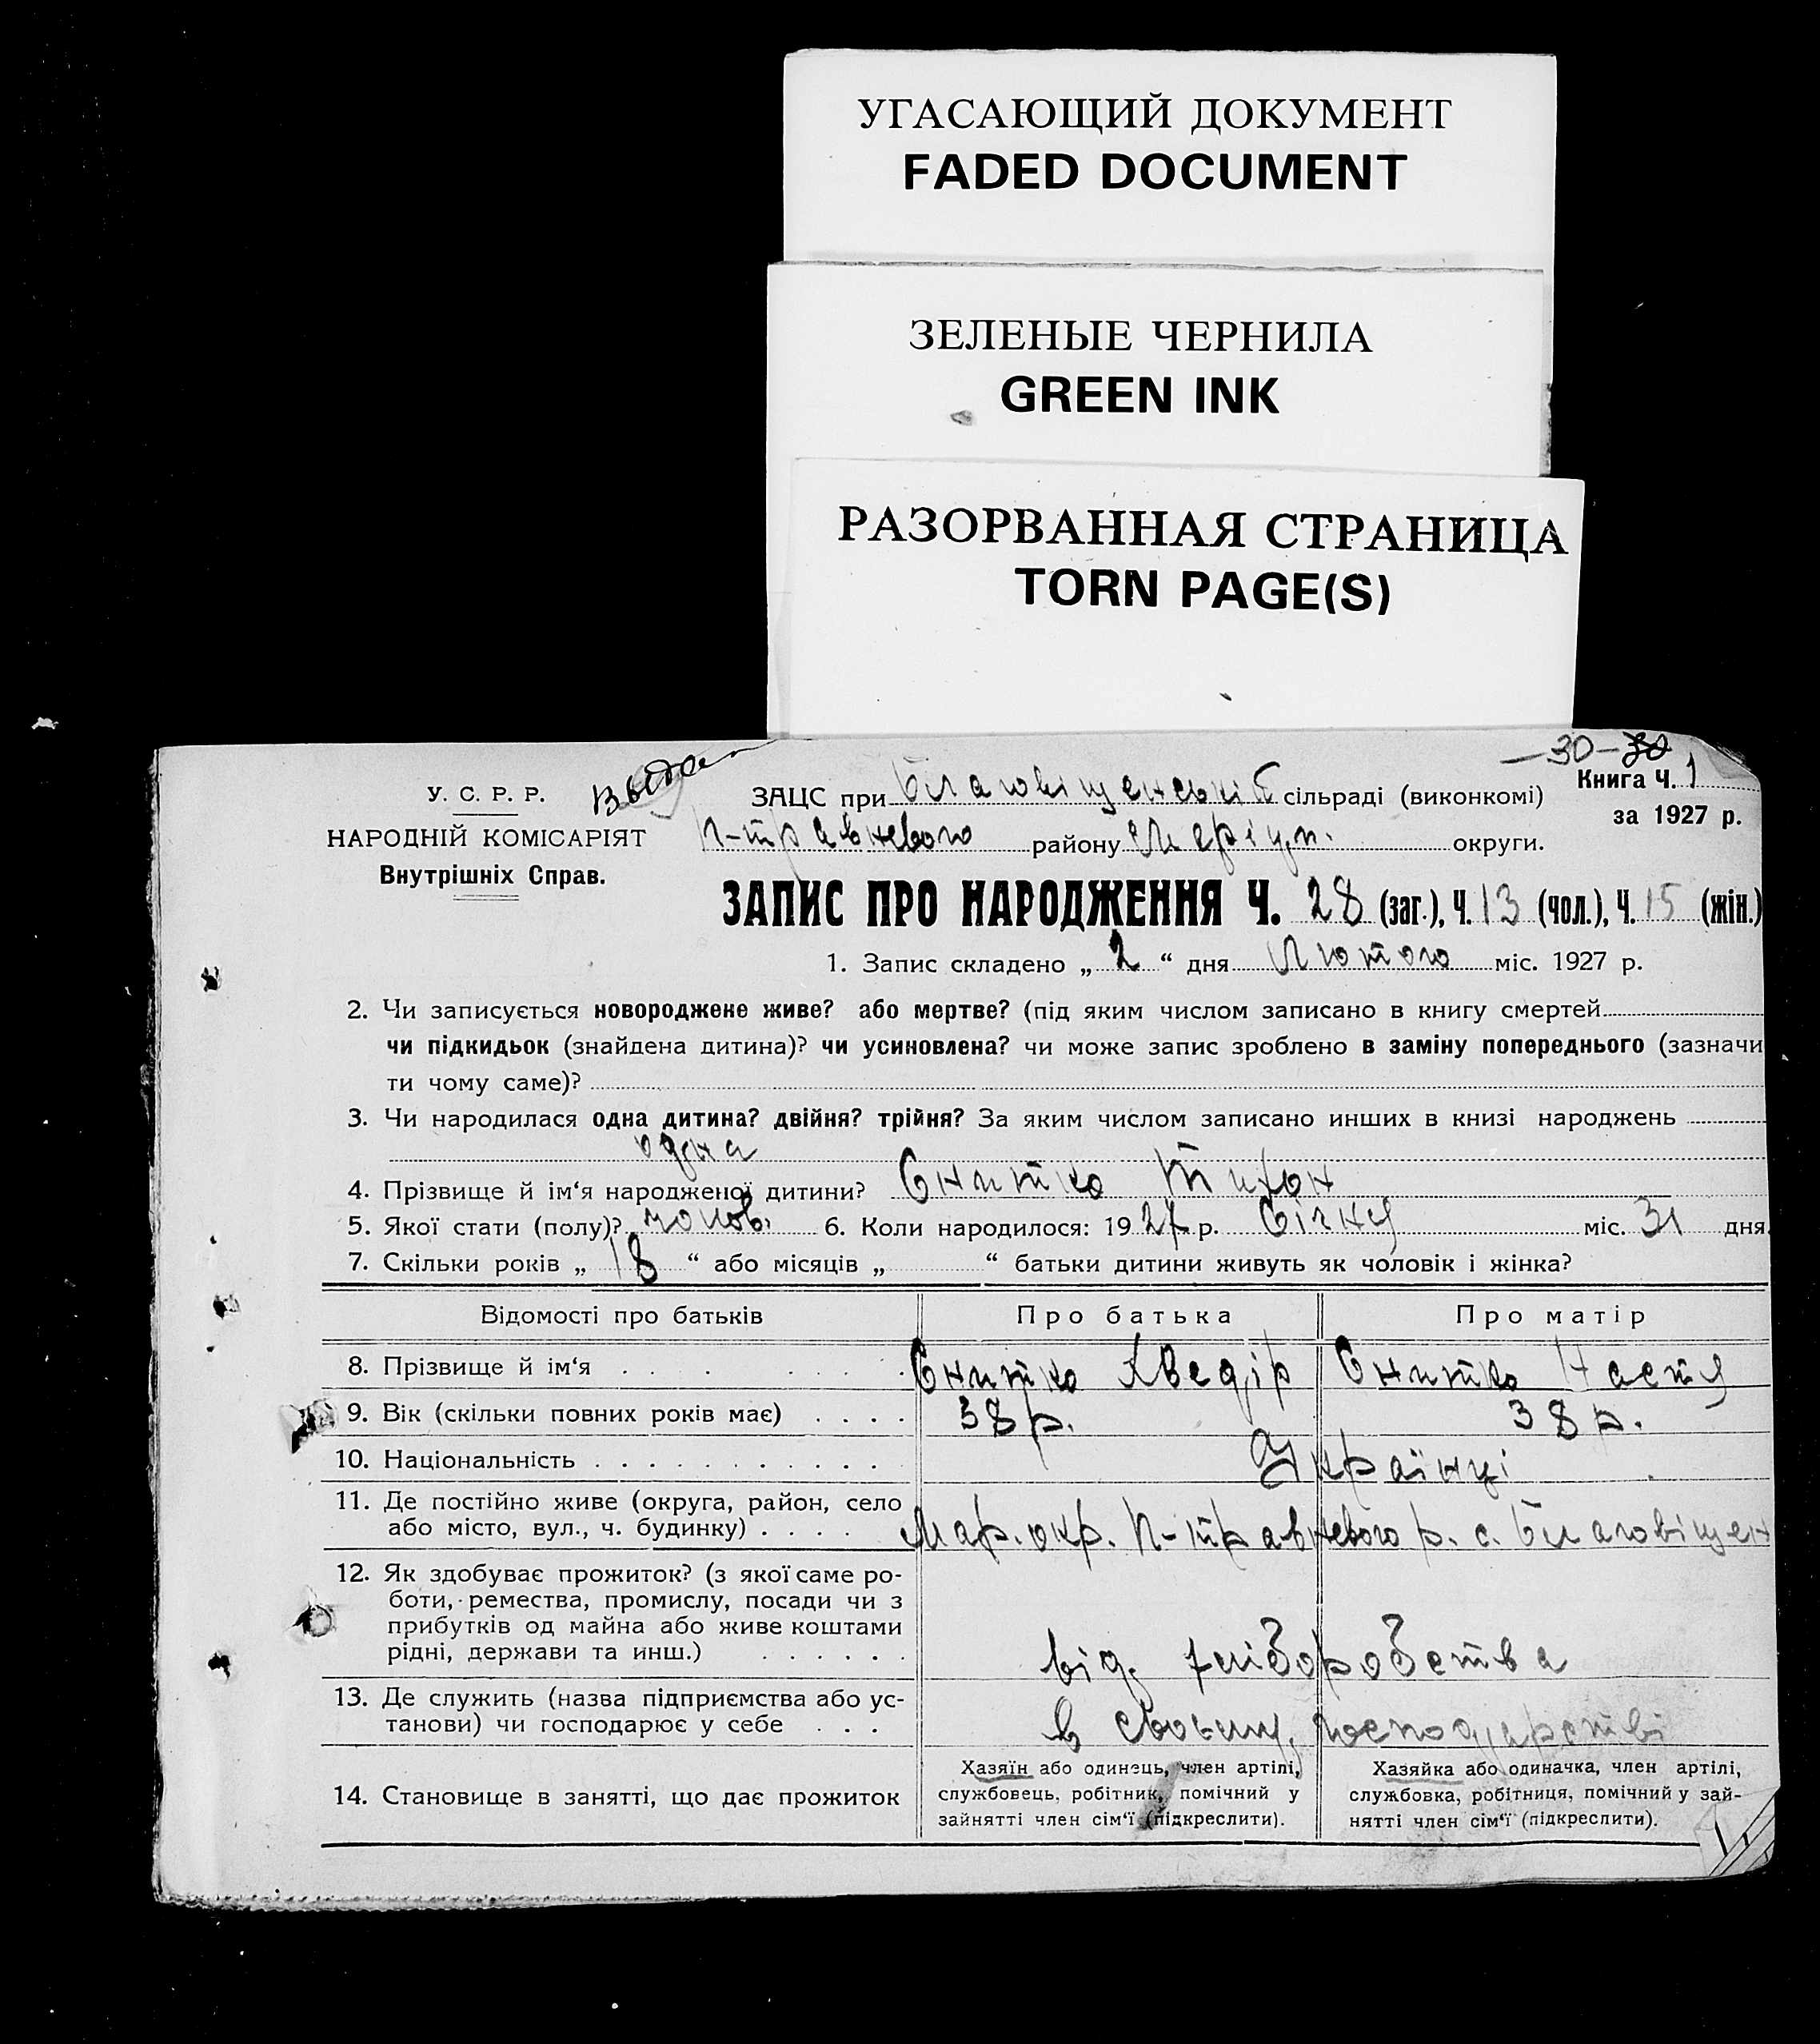 УГАСАЮЩИЙ ДОКУМЕНТ
FADED DOCUMENT
ЗЕЛЕНЫЕ ЧЕРНИЛА
GREEN INK
РАЗОРВАННАЯ СТРАНИЦА
TORN PAGE(S)
—30—30
У. С. Р. Р.
НАРОДНІЙ КОМІСАРІЯТ
Внутрішніх Справ.
ЗАЦС при Благовіщенській сільраді (виконкомі)
Книга Ч. 1
за 1927 р.
П-травневого району Маріуп. округи.
ЗАПИС ПРО НАРОДЖЕННЯ Ч. 28 (заг.), Ч. 13 (чол.), Ч. 15 (жін.)
1. Запис складено „ 2 “ дня Лютого міс. 1927 р.
2. Чи записується новороджене живе? або мертве? (під яким числом записано в книгу смертей
чи підкидьок (знайдена дитина)? чи усиновлена? чи може запис зроблено в заміну попереднього (зазначи
ти чому саме)?
3. Чи народилася одна дитина? двійня? трійня? За яким числом записано инших в книзі народжень
одна
4. Прізвище й ім‘я народженої дитини? Снитко Тихон
5. Якої стати (полу)? чолов. 6. Коли народилося: 1927 р. Січня міс. 31 дня.
7. Скільки років „ 18 “ або місяців „ “ батьки дитини живуть як чоловік і жінка?
Відомості про батьків Про батька Про матір
8. Прізвище й ім‘я Снитко Хведір Снитко Настя
9. Вік (скільки повних років має) 38 р. 38 р.
10. Національність Українці
11. Де постійно живе (округа, район, село
або місто, вул., ч. будинку) Мар. окр. П-травневого р. с. Благовіщен
12. Як здобуває прожиток? (з якої саме ро-
боти, ремества, промислу, посади чи з
прибутків од майна або живе коштами
рідні, держави та инш.) від хліборобства
13. Де служить (назва підприємства або ус-
танови) чи господарює у себе в своєму господарстві
14. Становище в занятті, що дає прожиток
Хазяїн або одинець, член артілі,
службовець, робітник, помічний у
зайнятті член сім‘ї (підкреслити).
Хазяйка або одиначка, член артілі,
службовка, робітниця, помічний у зай-
нятті член сім‘ї (підкреслити).